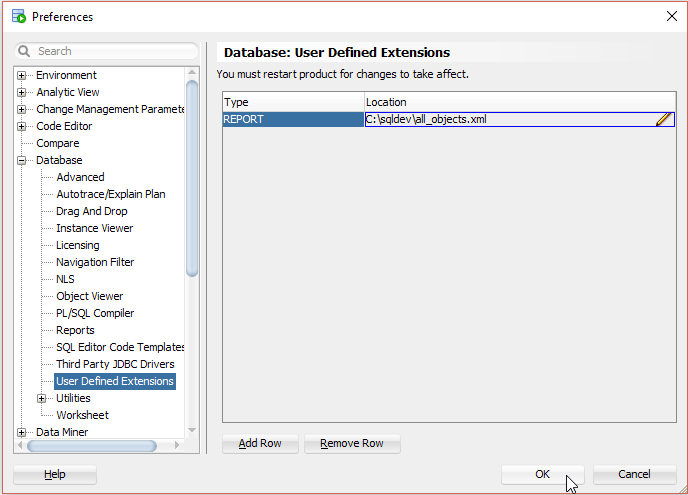 Preferences
Search
Environment
Analytic View
Change Management Paramete
Code Editor
Compare
Database
Advanced
Autotrace/Explain Plan
Drag And Drop
Instance Viewer
Licensing
Navigation Filter
NLS
Object Viewer
PL/SQL Compiler
Reports
SQL Editor Code Templates
Third Party JDBC Drivers
User Defined Extensions
Utilities
Worksheet
Data Miner
Database: User Defined Extensions
You must restart product for changes to take affect.
Type Location
REPORT C:\sqldev\all_objects.xml
Add Row Remove Row
Help OK Cancel